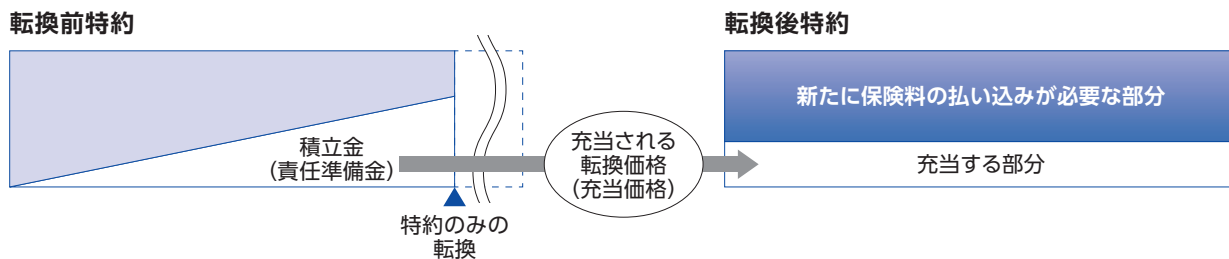 転換前特約
転換後特約
新たに保険料の払い込みが必要な部分
積立金
(責任準備金)
充当される
転換価格
(充当価格)
充当する部分
特約のみの
転換